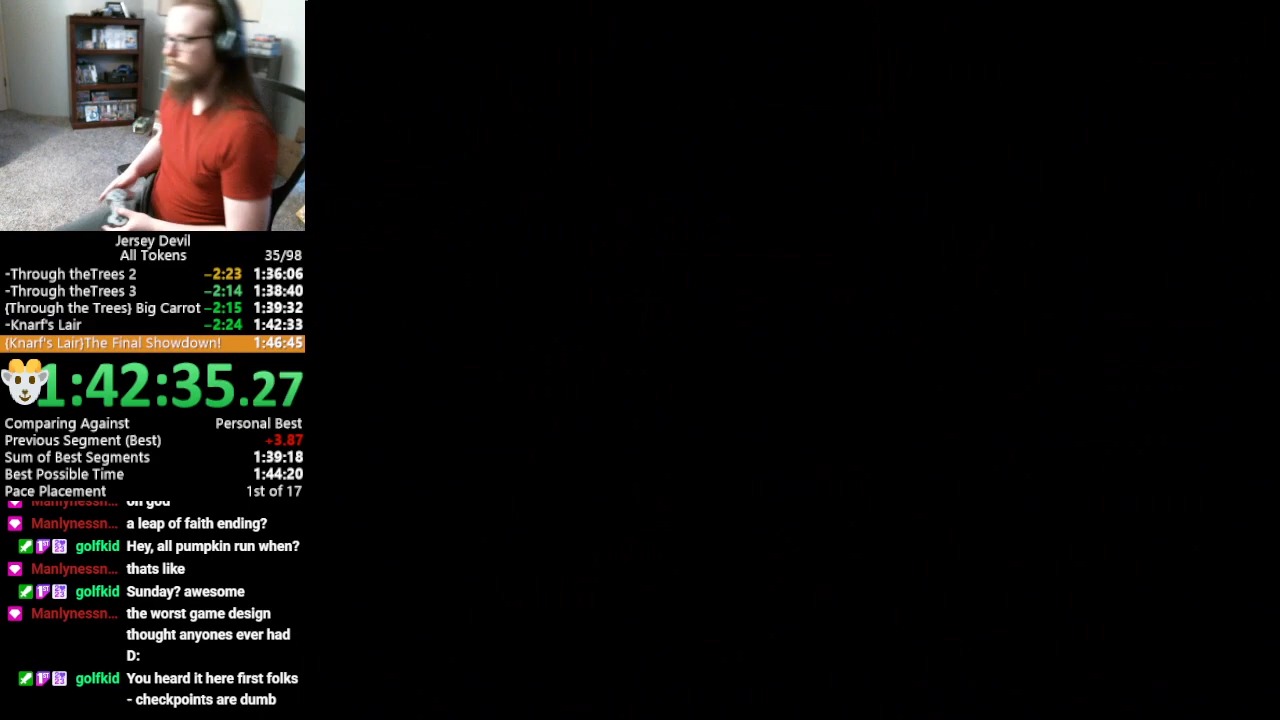 Jersey Devil
All Tokens 35/98
-Through theTrees 2 −2:23 1:36:06
-Through theTrees 3 −2:14 1:38:40
{Through the Trees} Big Carrot −2:15 1:39:32
-Knarf's Lair −2:24 1:42:33
{Knarf's Lair}The Final Showdown! 1:46:45
1:42:35.27
Comparing Against Personal Best
Previous Segment (Best) +3.87
Sum of Best Segments 1:39:18
Best Possible Time 1:44:20
Pace Placement 1st of 17
Manlynessn... oh god
Manlynessn... a leap of faith ending?
golfkid Hey, all pumpkin run when?
Manlynessn... thats like
golfkid Sunday? awesome
Manlynessn... the worst game design
thought anyones ever had
D:
golfkid You heard it here first folks
- checkpoints are dumb